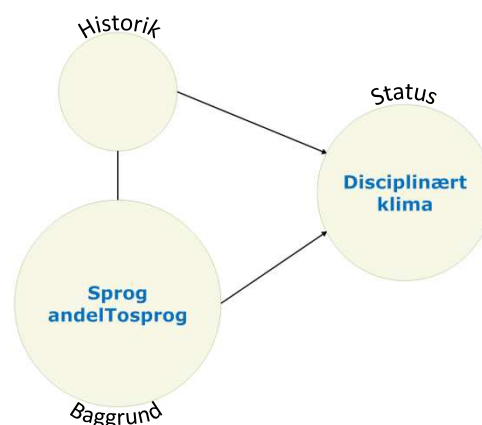 Historik
Status
Disciplinært
klima
Sprog
andelTosprog
Baggrund